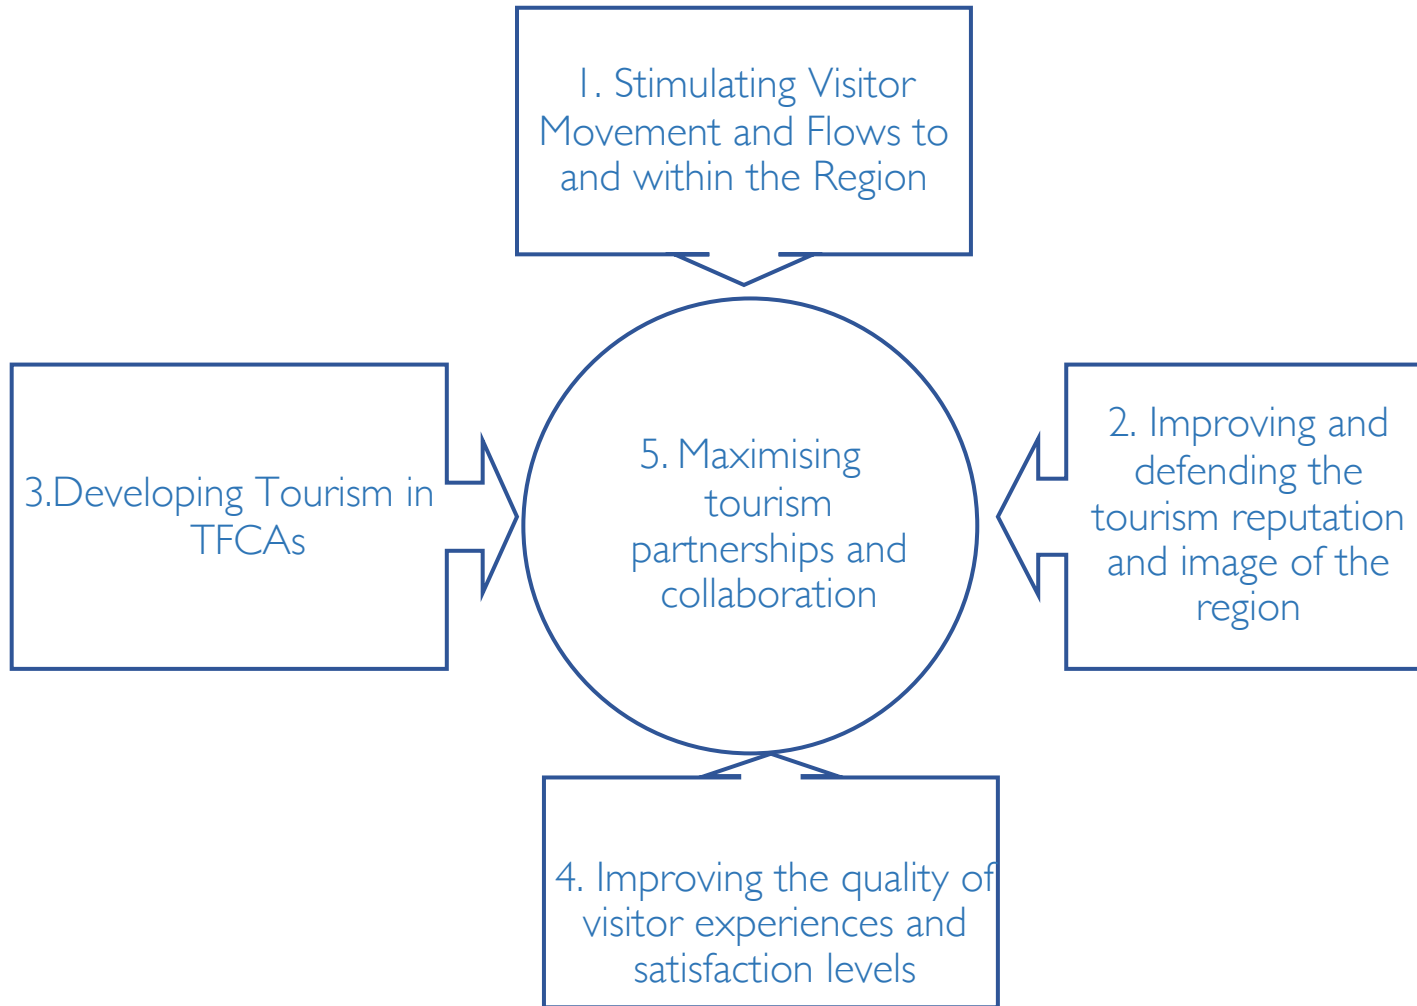 1. Stimulating Visitor
Movement and Flows to
and within the Region
2. Improving and
defending the
tourism reputation
and image of the
region
3.Developing Tourism in
TFCAs
4. Improving the quality of
visitor experiences and
satisfaction levels
5. Maximising
tourism
partnerships and
collaboration